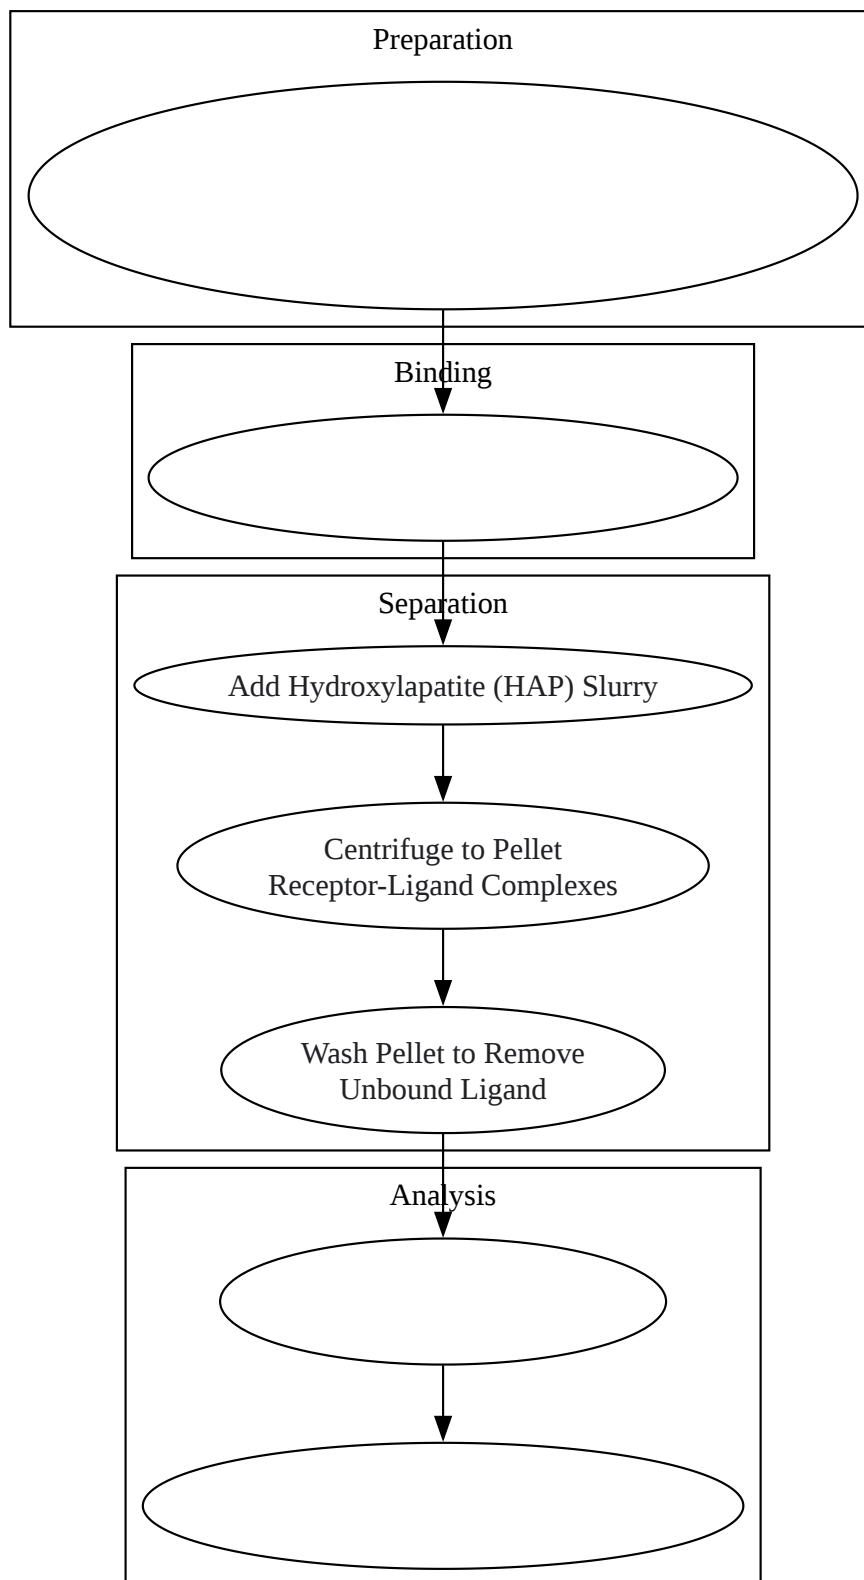 Preparation
Binding
Separation
Add Hydroxylapatite (HAP) Slurry
Centrifuge to Pellet
Receptor-Ligand Complexes
Wash Pellet to Remove
Unbound Ligand
Analysis